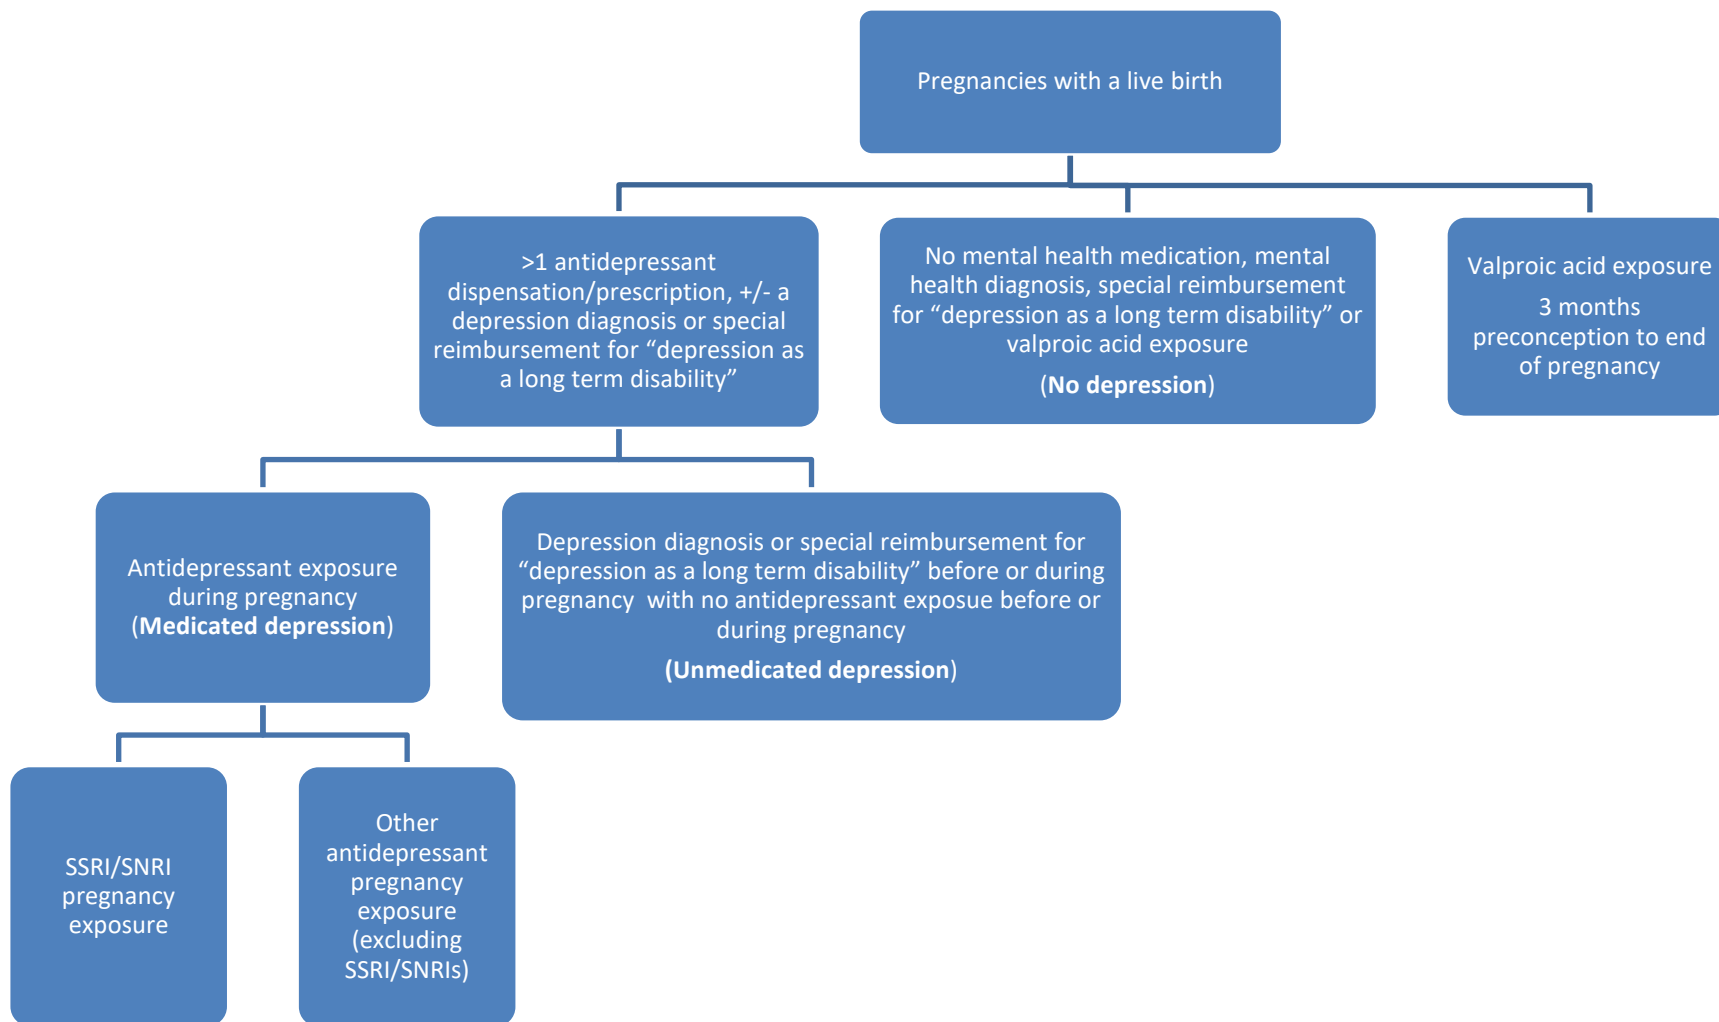 Pregnancies with a live birth
>1 antidepressant
dispensation/prescription, +/- a
depression diagnosis or special
reimbursement for “depression as
a long term disability”
No mental health medication, mental
health diagnosis, special reimbursement
for “depression as a long term disability” or
valproic acid exposure
(No depression)
Valproic acid exposure
3 months
preconception to end
of pregnancy
Antidepressant exposure
during pregnancy
(Medicated depression)
Depression diagnosis or special reimbursement for
“depression as a long term disability” before or during
pregnancy with no antidepressant exposue before or
during pregnancy
(Unmedicated depression)
SSRI/SNRI
pregnancy
exposure
Other
antidepressant
pregnancy
exposure
(excluding
SSRI/SNRIs)